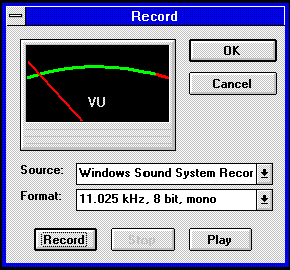 Record
OK
Cancel
VU
Source:
Windows Sound System Recor
Format:
11.025 kHz, 8 bit, mono
Record
Stop
Play